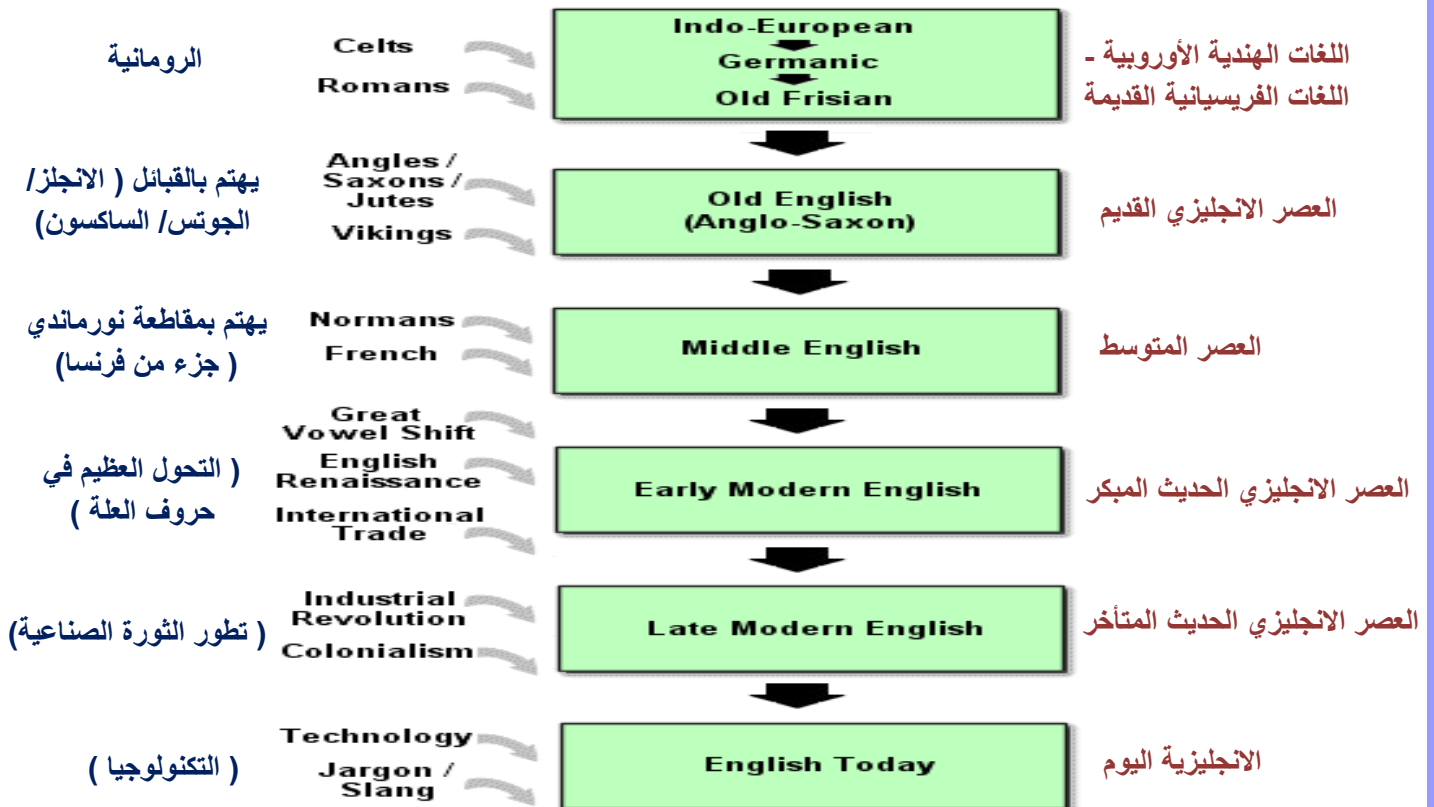 الرومانية
Celts
Romans
Indo-European
Germanic
Old Frisian
اللغات الهندية الأوروبية -
اللغات الفريسيانية القديمة
يهتم بالقبائل ( الانجلز/
الجوتس/ الساكسون)
Angles /
Saxons /
Jutes
Vikings
Old English
(Anglo-Saxon)
العصر الانجليزي القديم
يهتم بمقاطعة نورماندي
( جزء من فرنسا)
Normans
French
Middle English
العصر المتوسط
( التحول العظيم في
حروف العلة )
Great
Vowel Shift
English
Renaissance
International
Trade
Early Modern English
العصر الانجليزي الحديث المبكر
( تطور الثورة الصناعية)
Industrial
Revolution
Colonialism
Late Modern English
العصر الانجليزي الحديث المتأخر
( التكنولوجيا )
Technology
Jargon /
Slang
English Today
الانجليزية اليوم